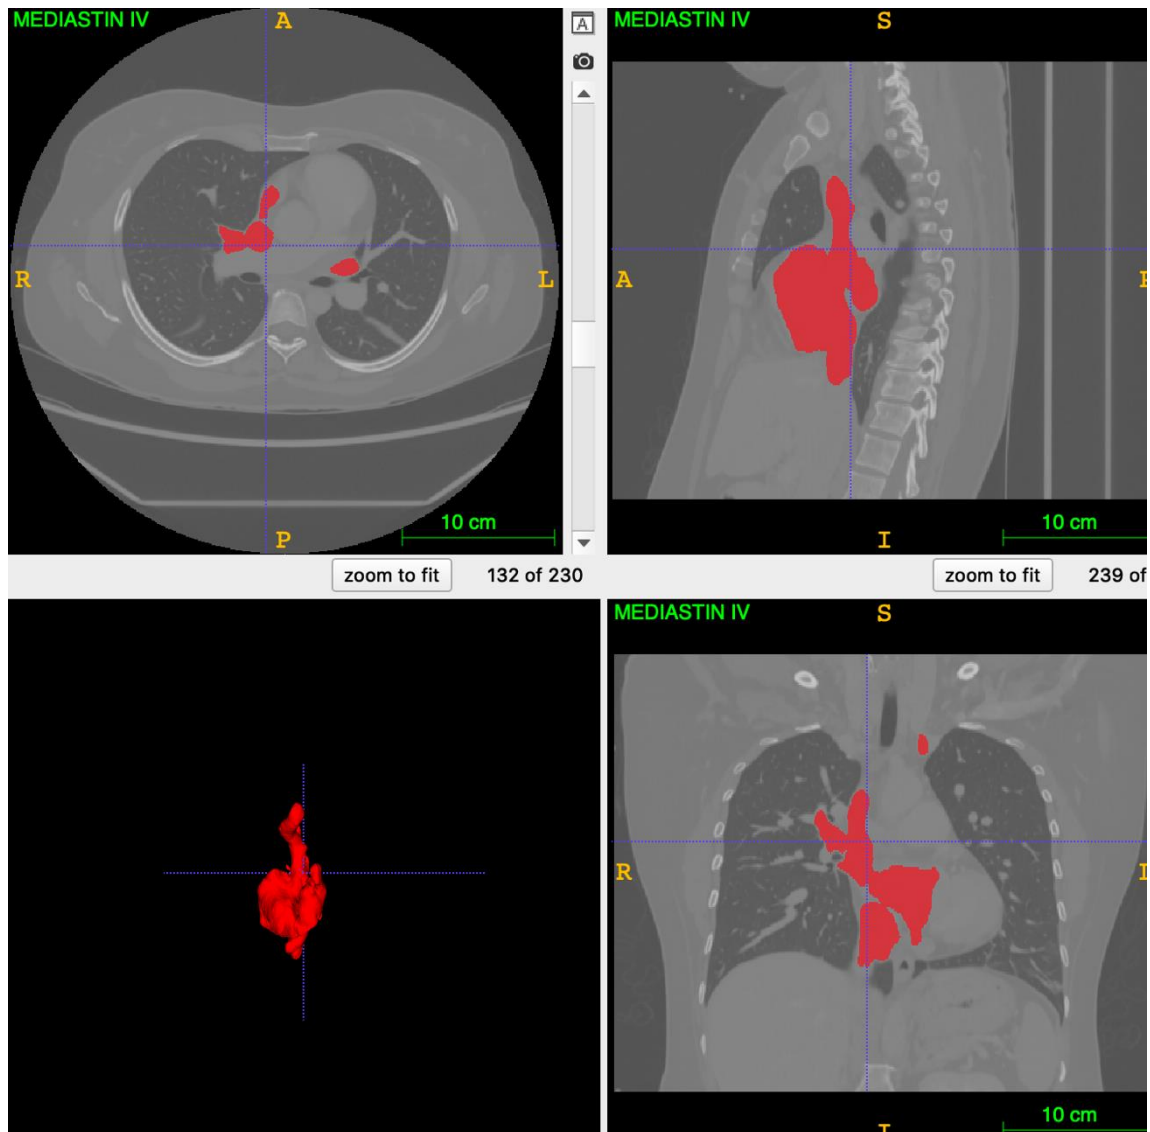 MEDIASTIN IV
A
A
R
L
10 cm
P
zoom to fit
132 of 230
MEDIASTIN IV
S
A
10 cm
I
zoom to fit
239 of
MEDIASTIN IV
S
R
10 cm